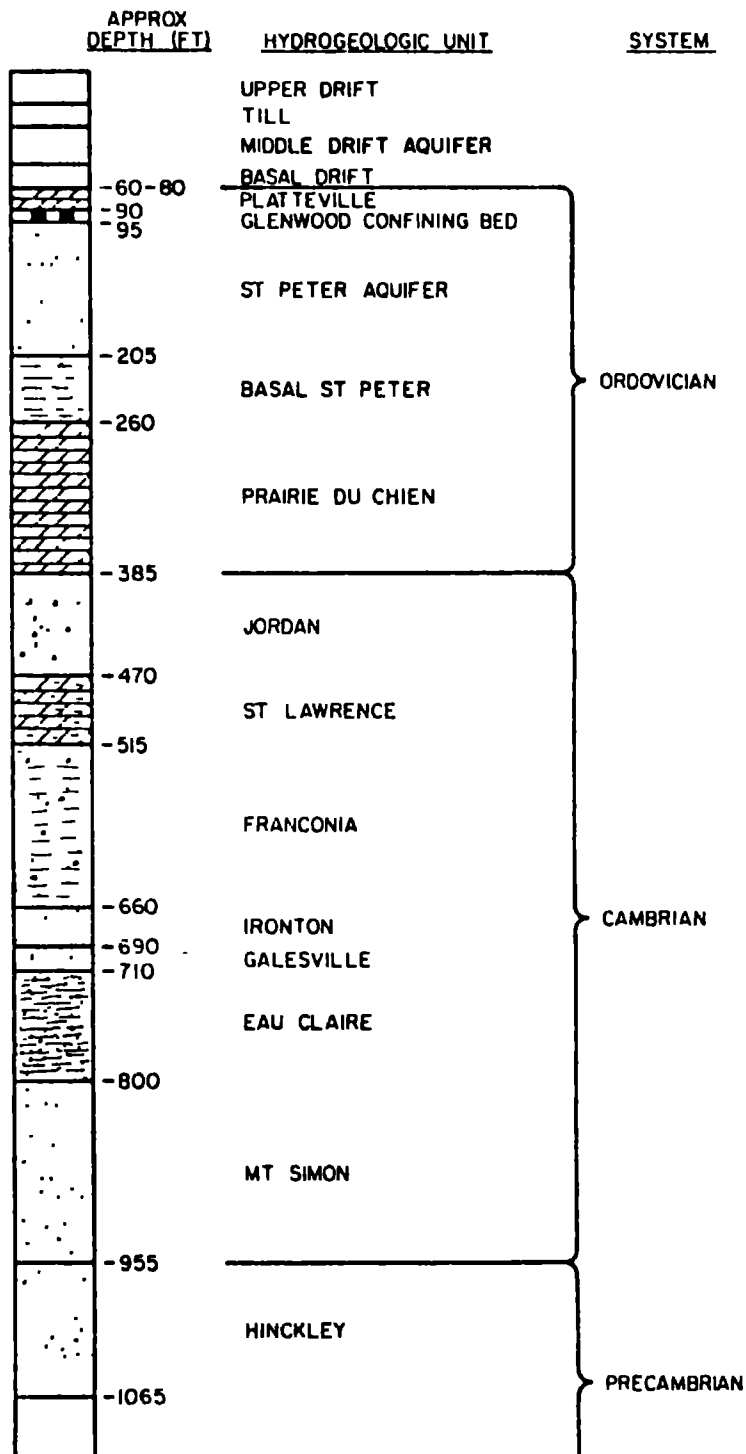 APPROX
DEPTH (FT) HYDROGEOLOGIC UNIT SYSTEM
UPPER DRIFT
TILL
MIDDLE DRIFT AQUIFER
BASAL DRIFT
-60-80
PLATTEVILLE
-90
GLENWOOD CONFINING BED
-95
ST PETER AQUIFER
-205
ORDOVICIAN
BASAL ST PETER
-260
PRAIRIE DU CHIEN
-385
JORDAN
-470
ST LAWRENCE
-515
FRANCONIA
-660
IRONTON CAMBRIAN
-690
GALESVILLE
-710
EAU CLAIRE
-800
MT SIMON
-955
HINCKLEY
PRECAMBRIAN
-1065